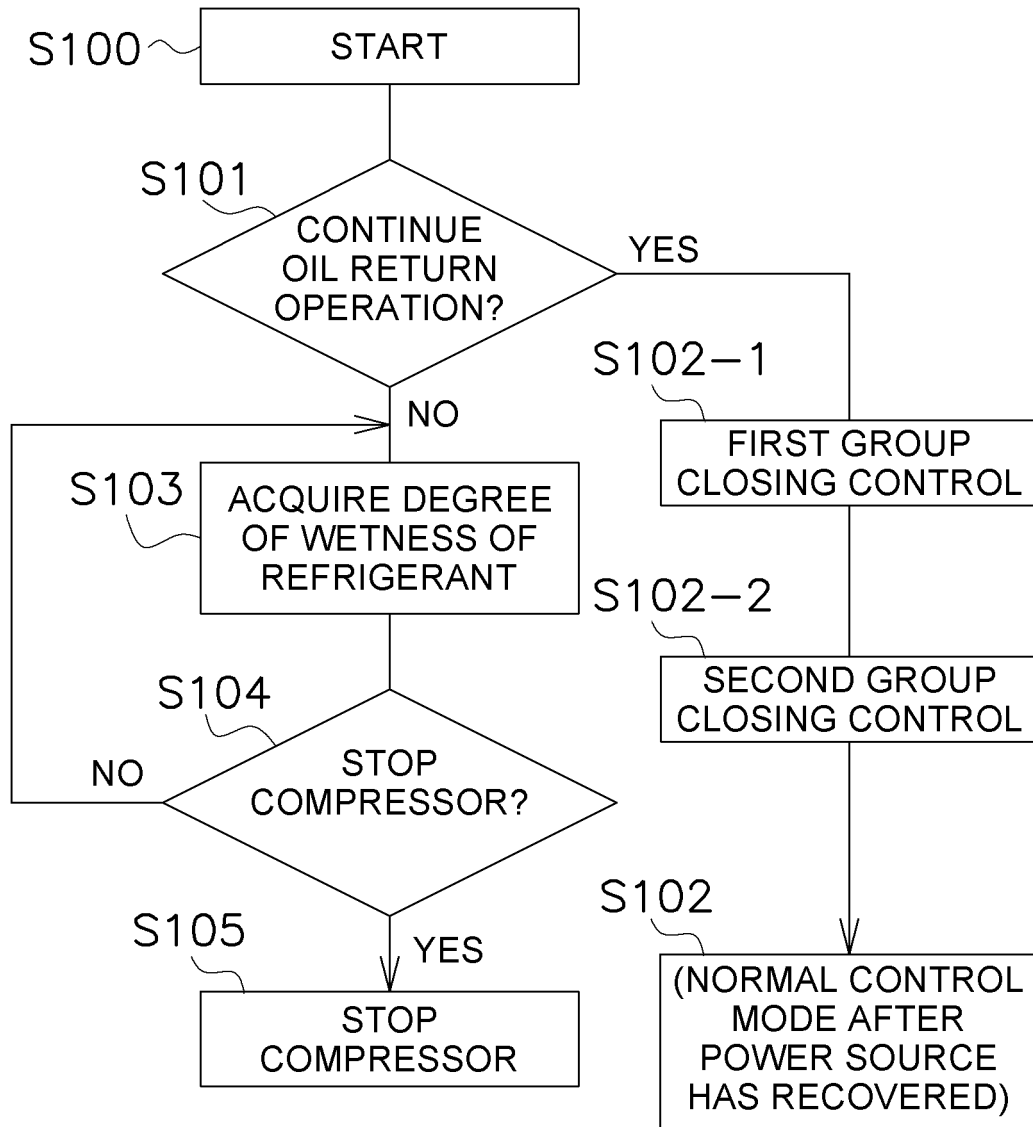 S100
START
S101
CONTINUE
OIL RETURN
OPERATION?
YES
NO
S102-1
FIRST GROUP
CLOSING CONTROL
S103
ACQUIRE DEGREE
OF WETNESS OF
REFRIGERANT
S102-2
SECOND GROUP
CLOSING CONTROL
S104
STOP
COMPRESSOR?
NO
YES
S105
STOP
COMPRESSOR
S102
(NORMAL CONTROL
MODE AFTER
POWER SOURCE
HAS RECOVERED)